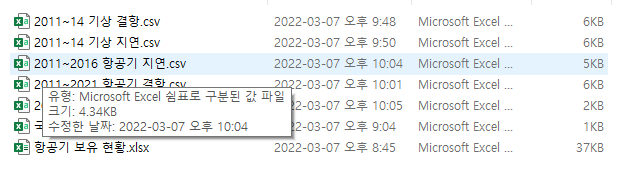 2011~14 기상 결항.csv 2022-03-07 오후 9:48 Microsoft Excel ... 6KB
2011~14 기상 지연.csv 2022-03-07 오후 9:50 Microsoft Excel ... 6KB
2011~2016 항공기 지연.csv 2022-03-07 오후 10:04 Microsoft Excel ... 5KB
2011~2021 항공기 결항.csv 2022-03-07 오후 10:01 Microsoft Excel ... 6KB
유형: Microsoft Excel 쉼표로 구분된 값 파일
2022-03-07 오후 10:05 Microsoft Excel ... 2KB
크기: 4.34KB
2022-03-07 오후 9:04 Microsoft Excel ... 1KB
수정한 날짜: 2022-03-07 오후 10:04
항공기 보유 현황.xlsx 2022-03-07 오후 8:45 Microsoft Excel ... 37KB